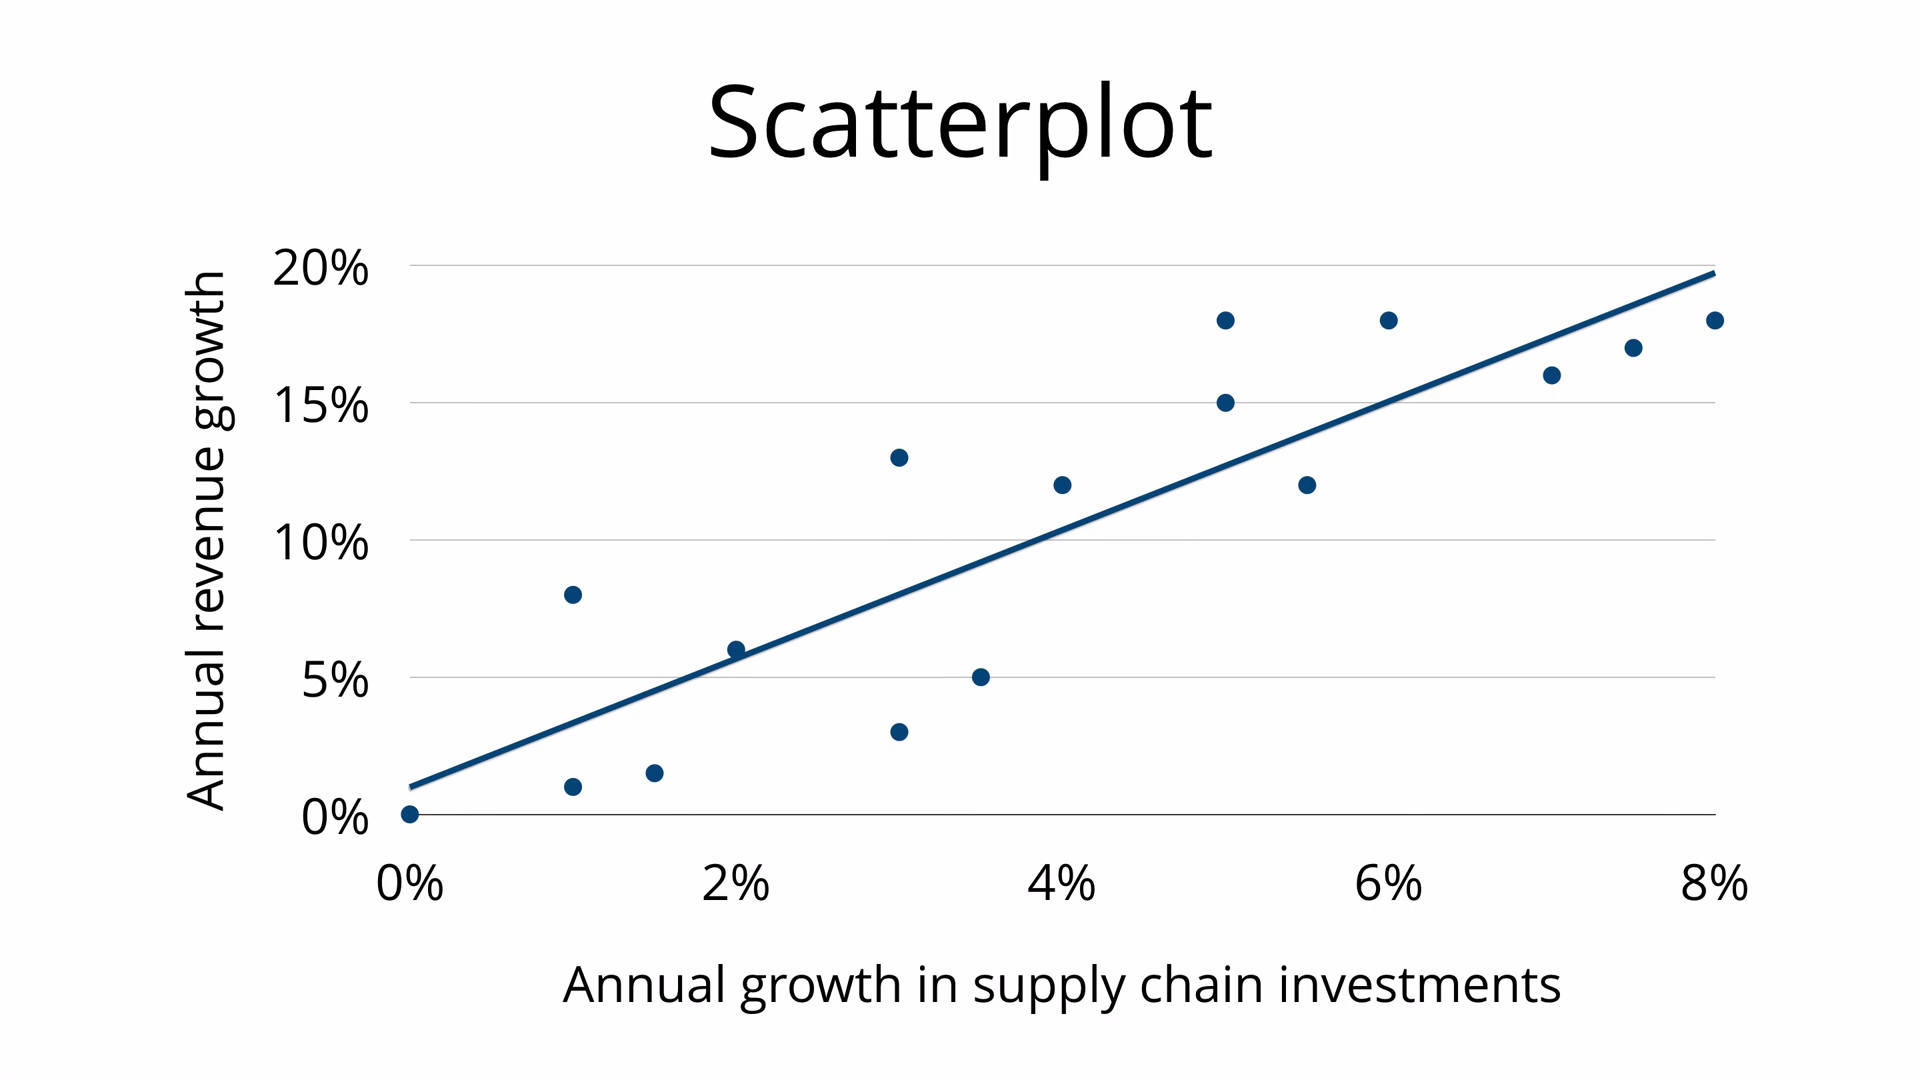 Scatterplot
Annual revenue growth
20%
15%
10%
5%
0%
0% 2% 4% 6% 8%
Annual growth in supply chain investments